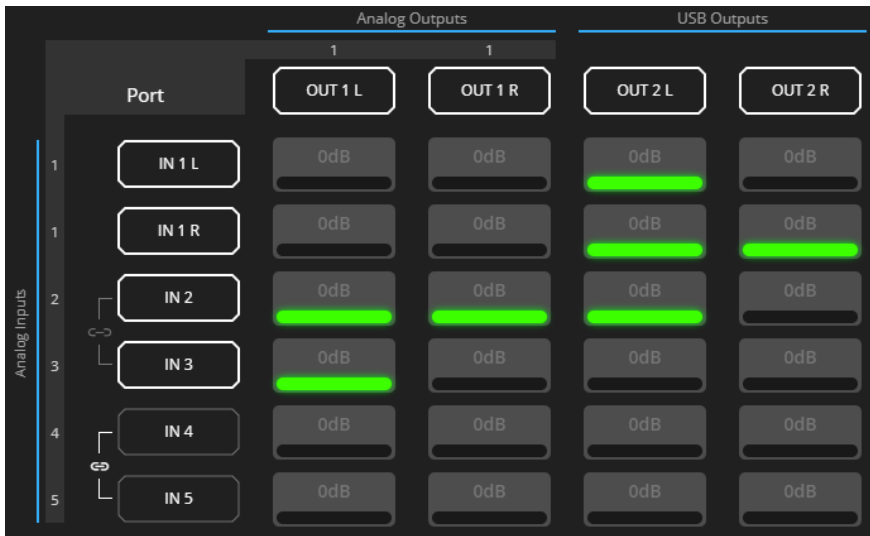 Analog Outputs USB Outputs
1 1
Port OUT 1 L OUT 1 R OUT 2 L OUT 2 R
Analog Inputs
1 IN 1 L 0dB 0dB 0dB 0dB
1 IN 1 R 0dB 0dB 0dB 0dB
2 IN 2 0dB 0dB 0dB 0dB
3 IN 3 0dB 0dB 0dB 0dB
4 IN 4 0dB 0dB 0dB 0dB
5 IN 5 0dB 0dB 0dB 0dB